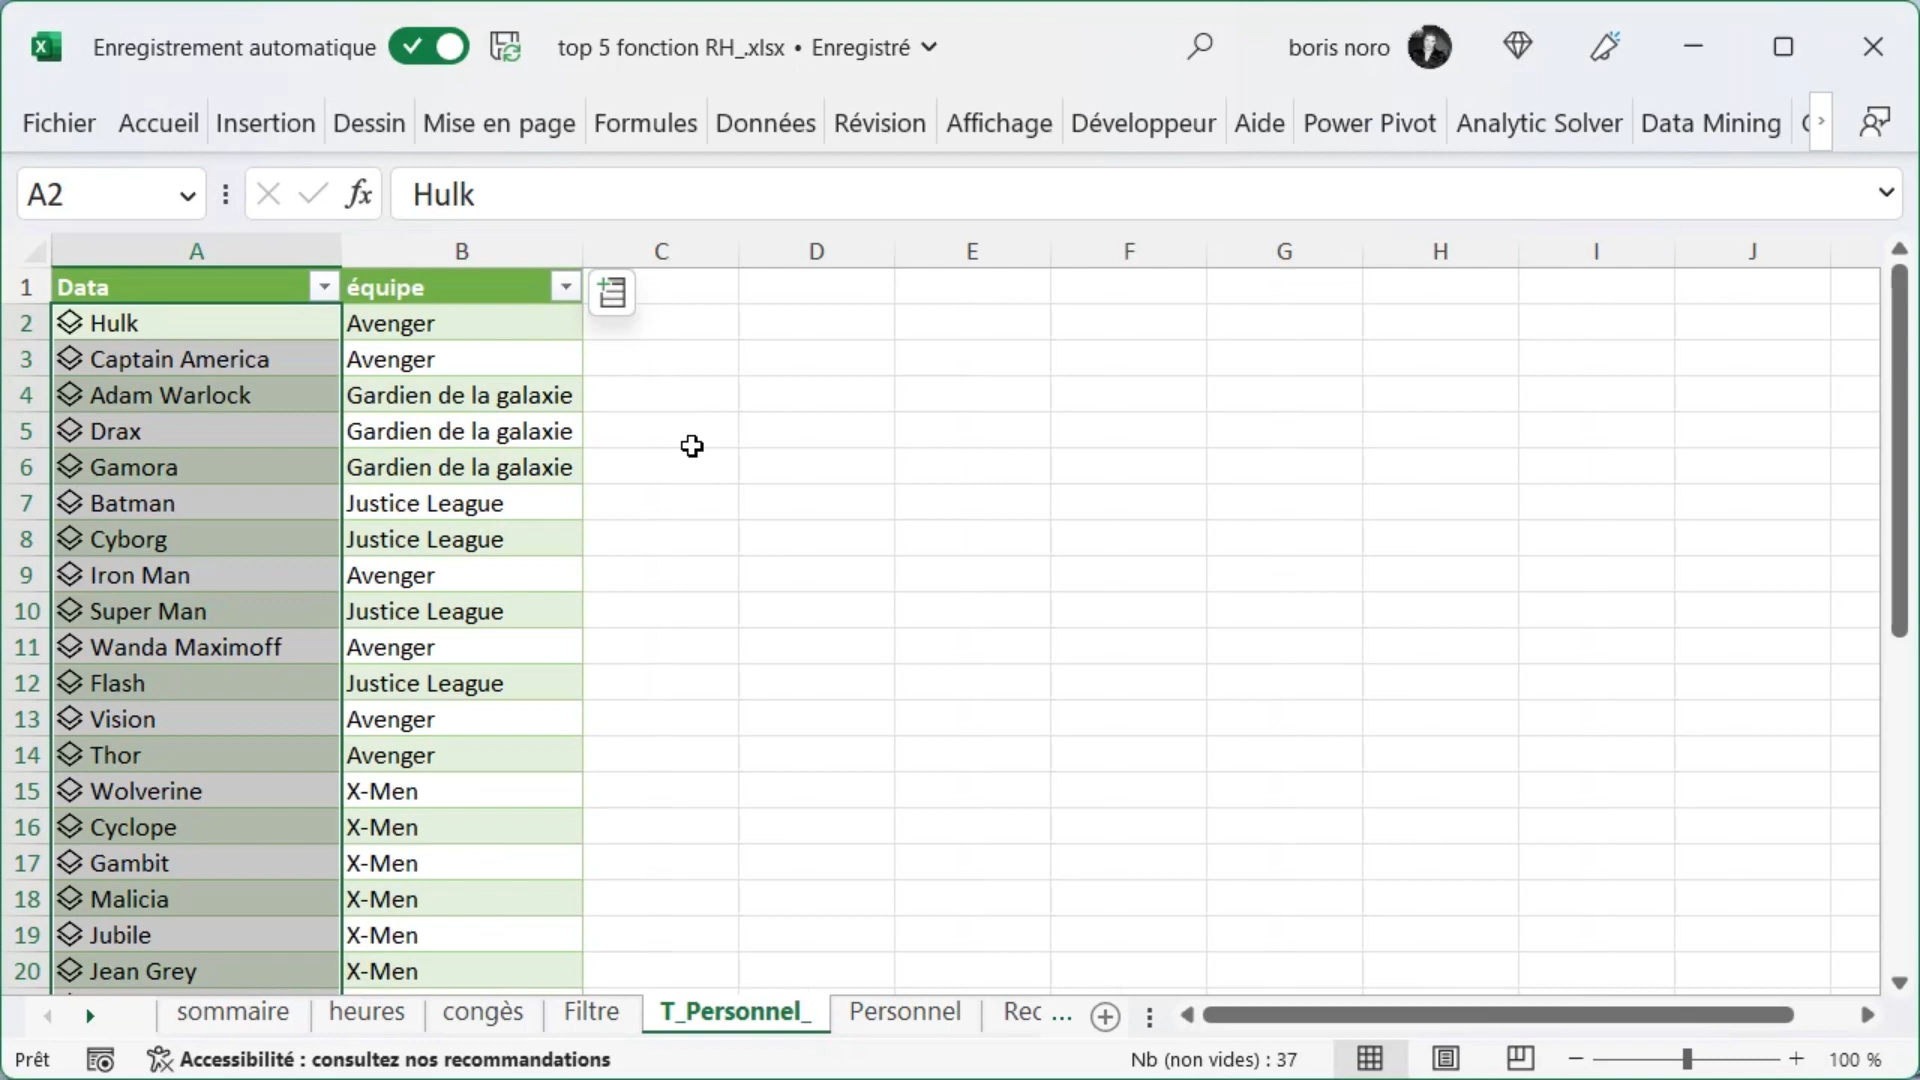 Enregistrement automatique top 5 fonction RH_.xlsx • Enregistré boris noro
Fichier Accueil Insertion Dessin Mise en page Formules Données Révision Affichage Développeur Aide Power Pivot Analytic Solver Data Mining
A2 fx Hulk
A B C D E F G H I J
1 Data équipe
2 Hulk Avenger
3 Captain America Avenger
4 Adam Warlock Gardien de la galaxie
5 Drax Gardien de la galaxie
6 Gamora Gardien de la galaxie
7 Batman Justice League
8 Cyborg Justice League
9 Iron Man Avenger
10 Super Man Justice League
11 Wanda Maximoff Avenger
12 Flash Justice League
13 Vision Avenger
14 Thor Avenger
15 Wolverine X-Men
16 Cyclope X-Men
17 Gambit X-Men
18 Malicia X-Men
19 Jubile X-Men
20 Jean Grey X-Men
sommaire heures congès Filtre T_Personnel_ Personnel Rec ...
Prêt Accessibilité : consultez nos recommandations Nb (non vides) : 37 100 %